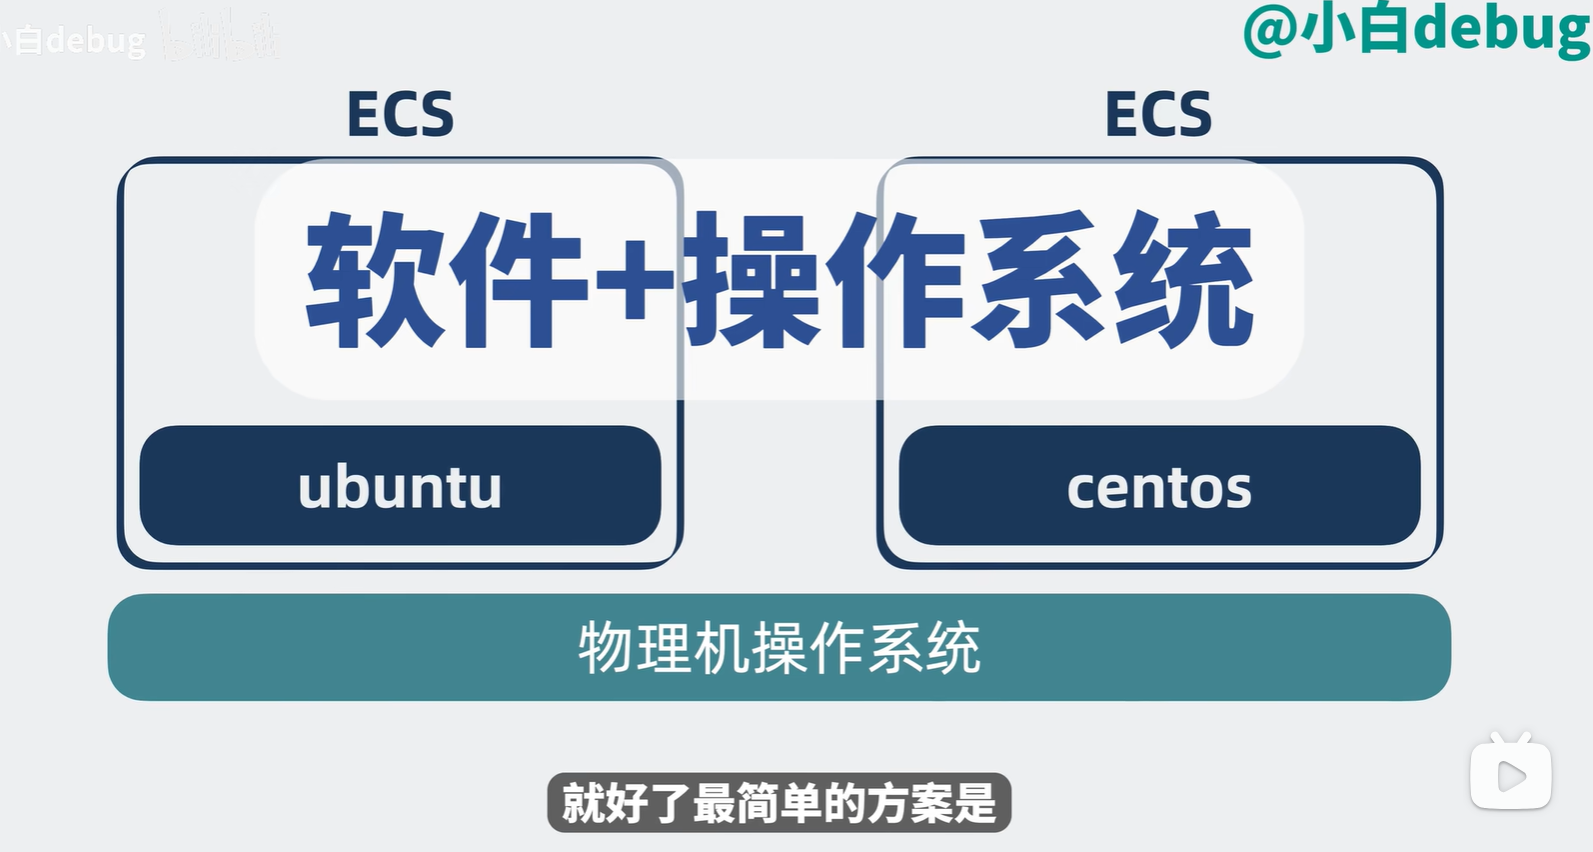 小白debug
@小白debug
ECS
ECS
软件+操作系统
ubuntu
centos
物理机操作系统
就好了最简单的方案是